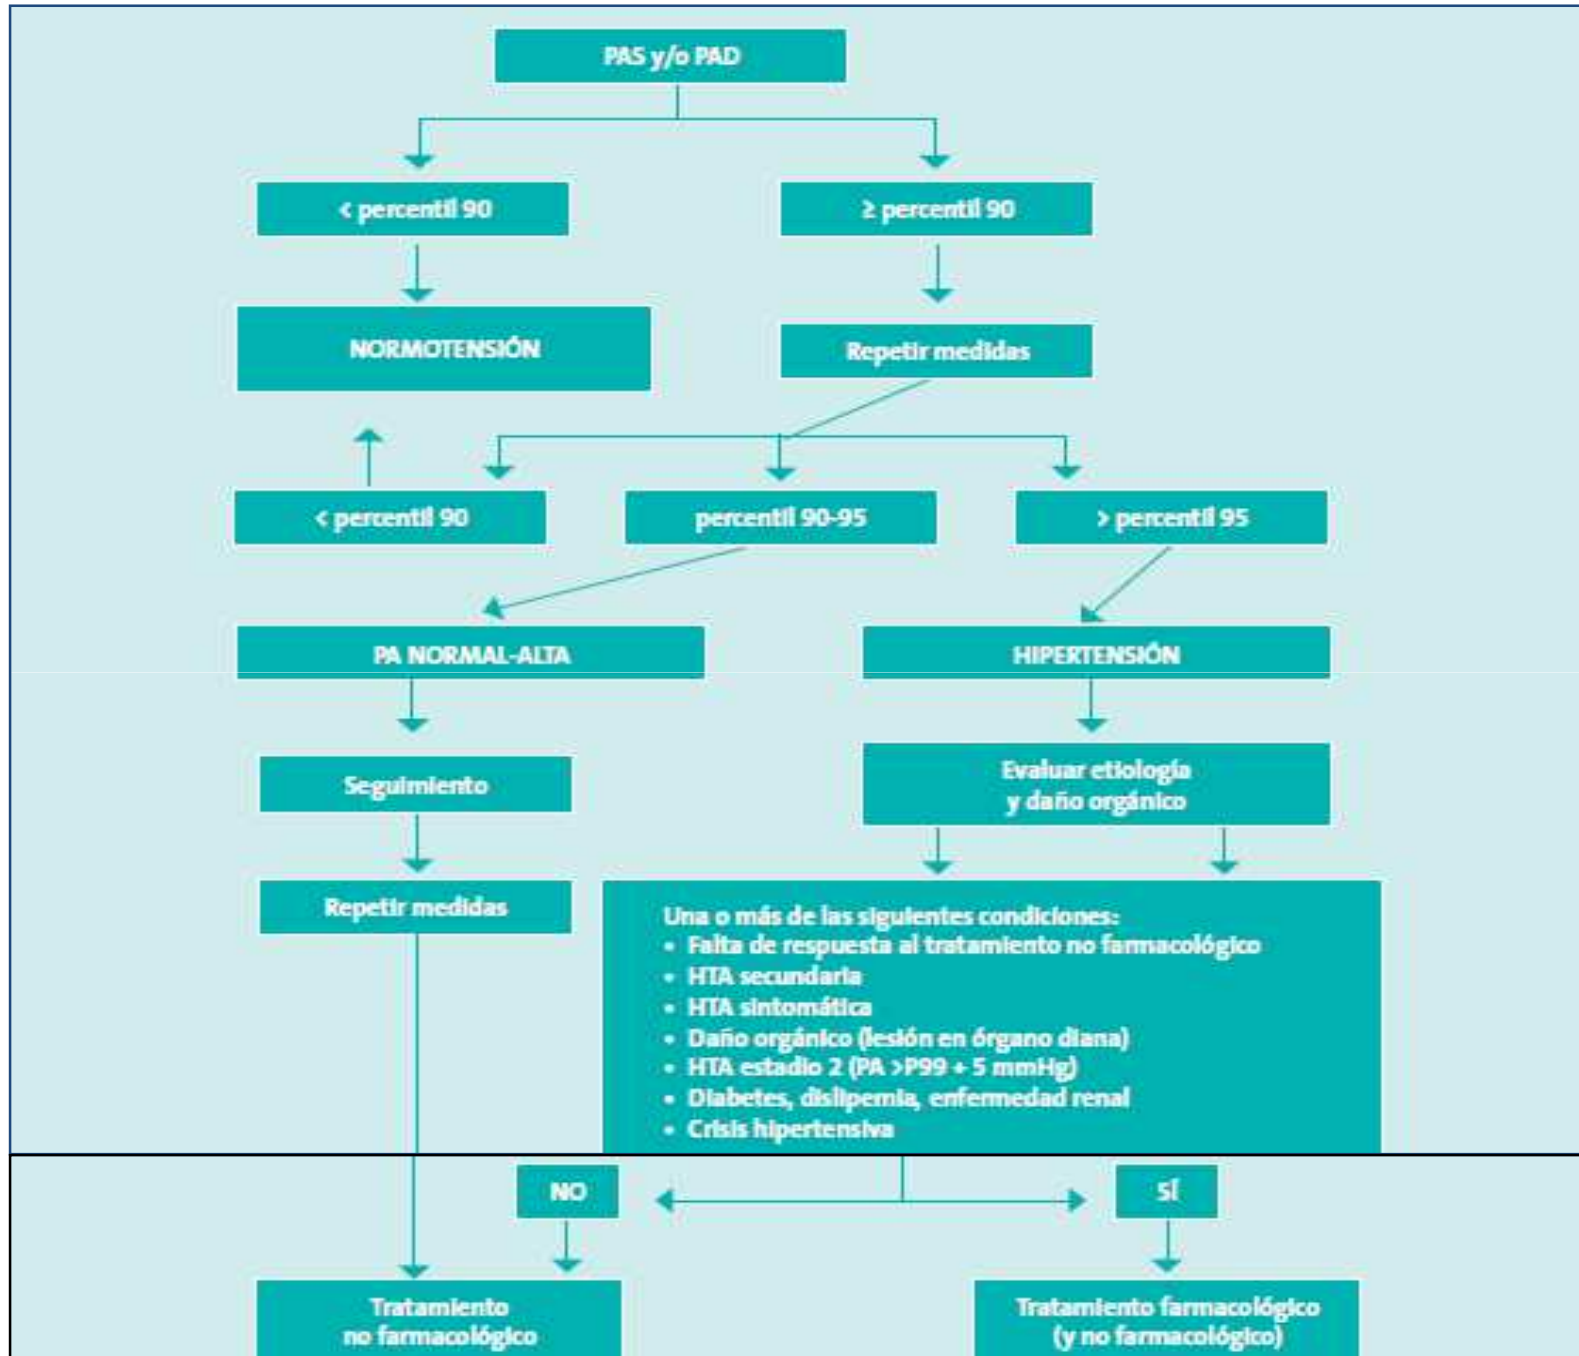 PAS y/o PAD
< percentil 90
≥ percentil 90
NORMOTENSIÓN
Repetir medidas
< percentil 90
percentil 90-95
> percentil 95
PA NORMAL-ALTA
HIPERTENSIÓN
Seguimiento
Evaluar etiología
y daño orgánico
Repetir medidas
Una o más de las siguientes condiciones:
• Falta de respuesta al tratamiento no farmacológico
• HTA secundaria
• HTA sintomática
• Daño orgánico (lesión en órgano diana)
• HTA estadio 2 (PA >P99 + 5 mmHg)
• Diabetes, dislipemia, enfermedad renal
• Crisis hipertensiva
NO
SÍ
Tratamiento
no farmacológico
Tratamiento farmacológico
(y no farmacológico)